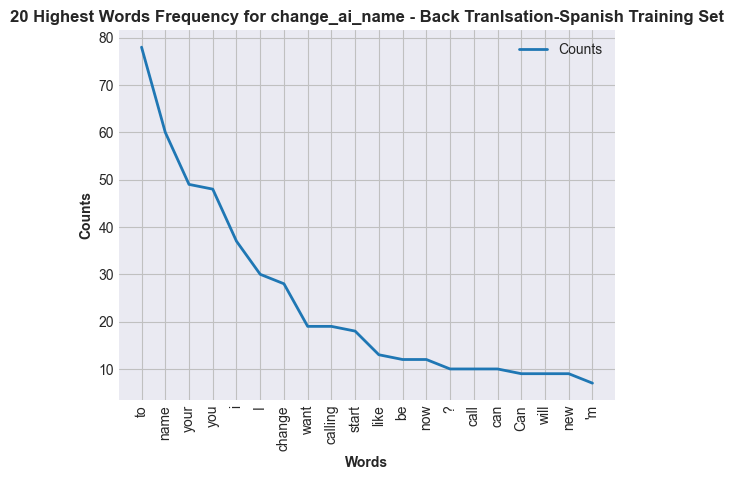 20 Highest Words Frequency for change_ai_name - Back Tranlsation-Spanish Training Set
Counts
80
70
60
50
40
30
20
10
Counts
to
name
your
you
i
I
change
want
calling
start
like
be
now
?
call
can
Can
will
new
'm
Words